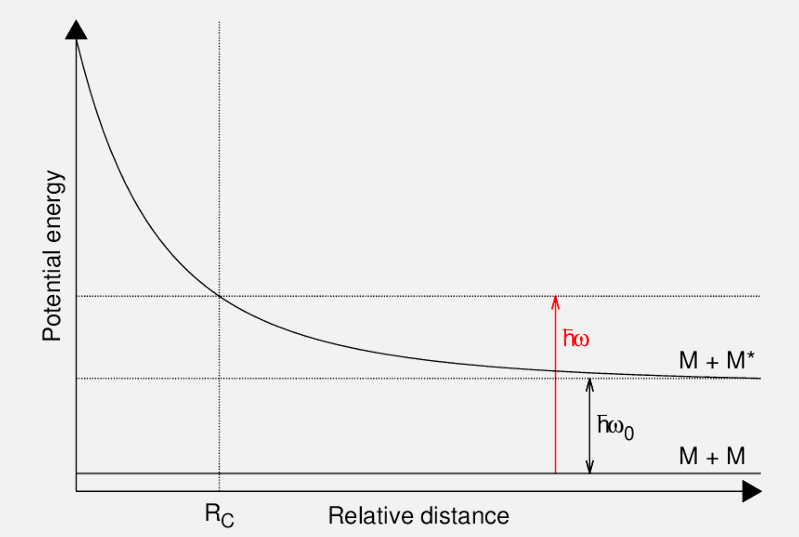 Potential energy
ħω
M + M*
ħω0
M + M
RC
Relative distance